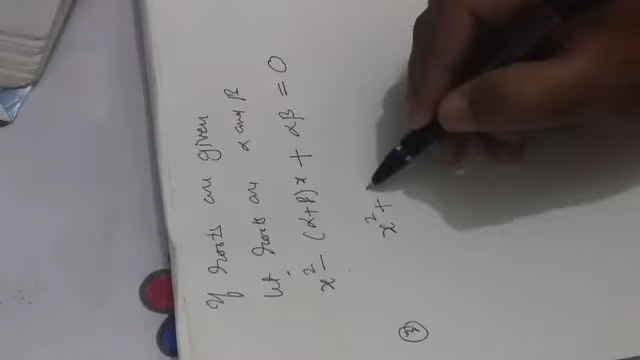 If roots are given
let roots are α and β
x² - (α+β)x + αβ = 0
x² +
③